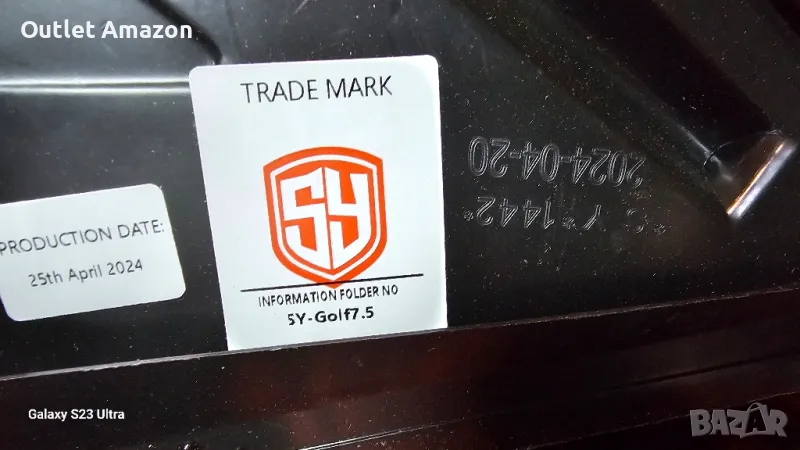 Outlet Amazon
TRADE MARK
SY
INFORMATION FOLDER NO
SY-Golf7.5
PRODUCTION DATE:
25th April 2024
2024-04-20
Y*1442*
Galaxy S23 Ultra
BAZAR